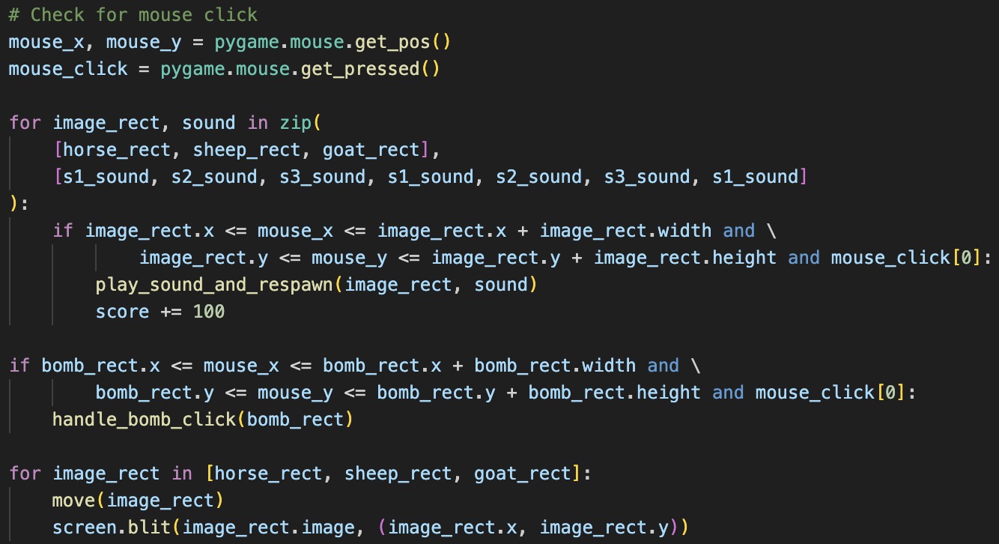 # Check for mouse click
mouse_x, mouse_y = pygame.mouse.get_pos()
mouse_click = pygame.mouse.get_pressed()

for image_rect, sound in zip(
    [horse_rect, sheep_rect, goat_rect],
    [s1_sound, s2_sound, s3_sound, s1_sound, s2_sound, s3_sound, s1_sound]
):
    if image_rect.x <= mouse_x <= image_rect.x + image_rect.width and \
            image_rect.y <= mouse_y <= image_rect.y + image_rect.height and mouse_click[0]:
        play_sound_and_respawn(image_rect, sound)
        score += 100

if bomb_rect.x <= mouse_x <= bomb_rect.x + bomb_rect.width and \
        bomb_rect.y <= mouse_y <= bomb_rect.y + bomb_rect.height and mouse_click[0]:
    handle_bomb_click(bomb_rect)

for image_rect in [horse_rect, sheep_rect, goat_rect]:
    move(image_rect)
    screen.blit(image_rect.image, (image_rect.x, image_rect.y))